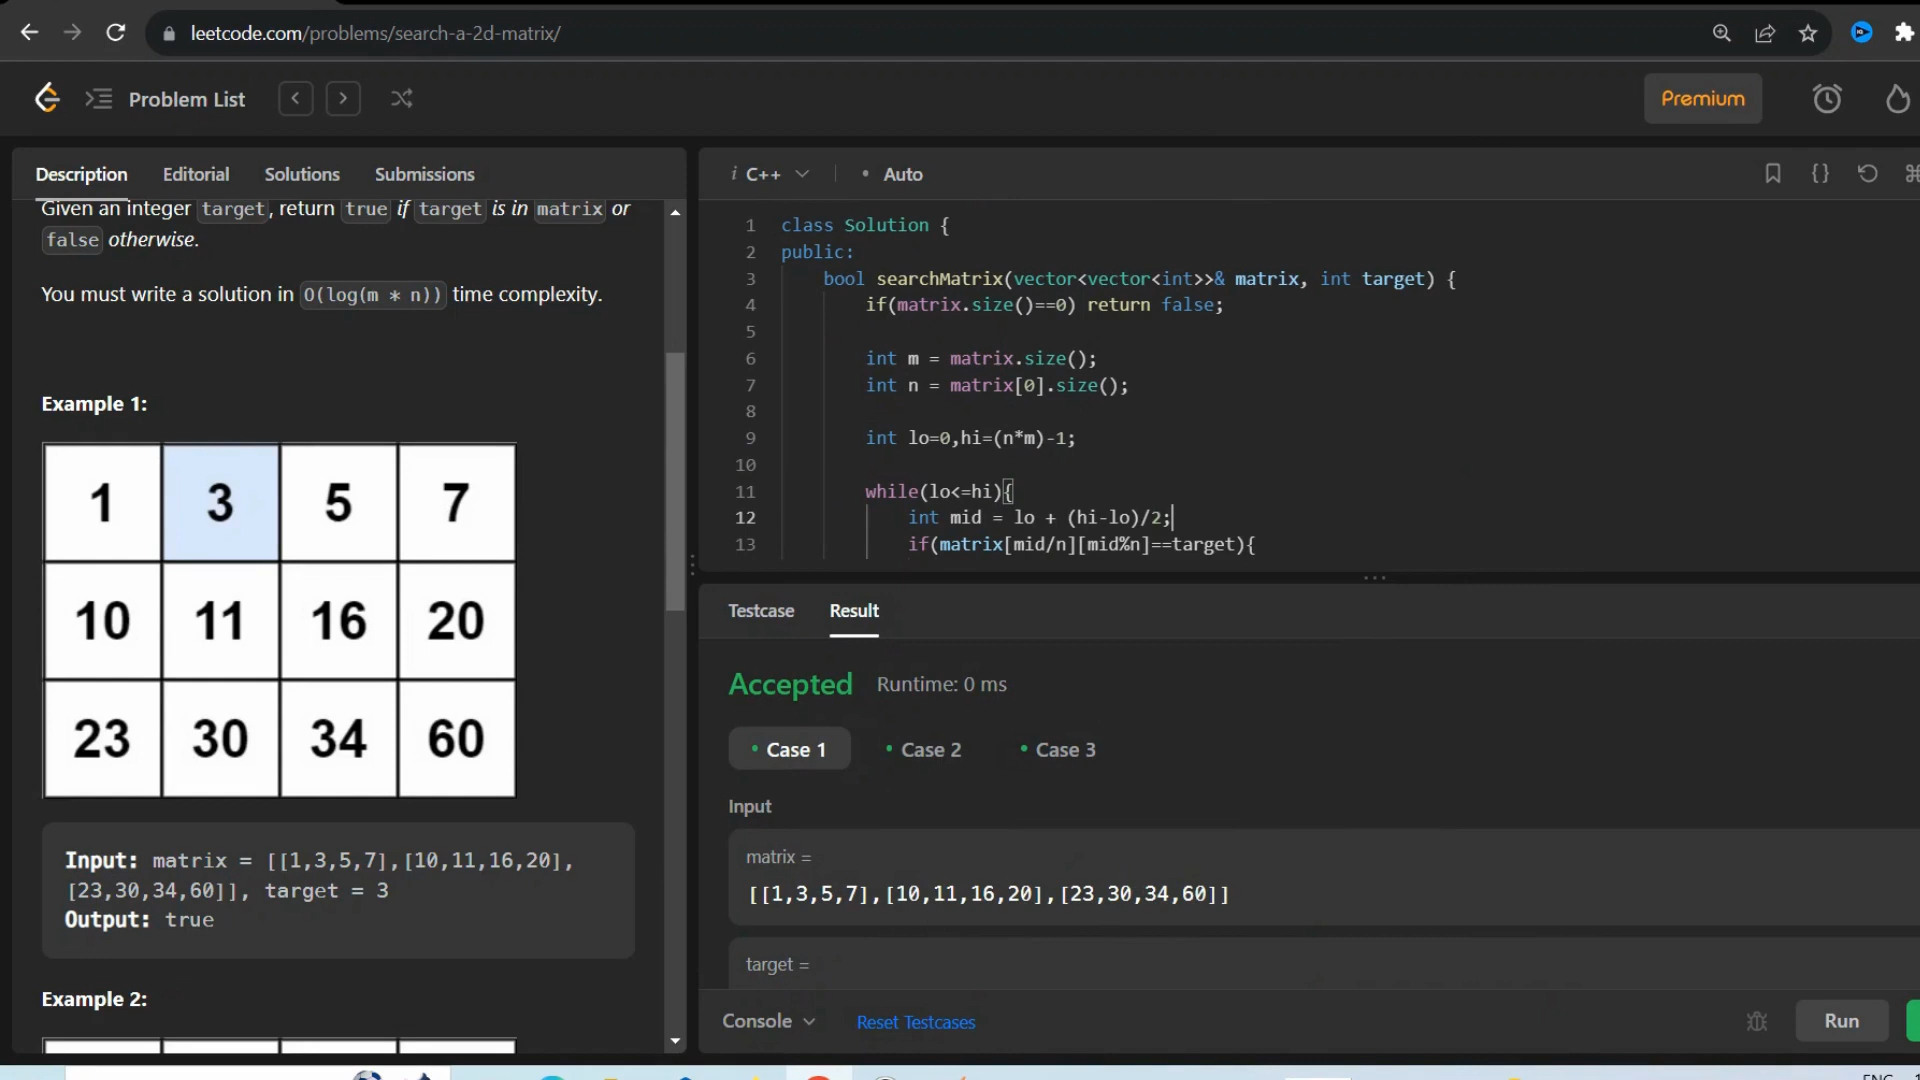 leetcode.com/problems/search-a-2d-matrix/
Problem List
Premium
Description Editorial Solutions Submissions
Given an integer target, return true if target is in matrix or
false otherwise.
You must write a solution in O(log(m * n)) time complexity.
Example 1:
1 3 5 7
10 11 16 20
23 30 34 60
Input: matrix = [[1,3,5,7],[10,11,16,20],
[23,30,34,60]], target = 3
Output: true
Example 2:
i C++ • Auto
1 class Solution {
2 public:
3 bool searchMatrix(vector<vector<int>>& matrix, int target) {
4 if(matrix.size()==0) return false;
5
6 int m = matrix.size();
7 int n = matrix[0].size();
8
9 int lo=0,hi=(n*m)-1;
10
11 while(lo<=hi){
12 int mid = lo + (hi-lo)/2;
13 if(matrix[mid/n][mid%n]==target){
Testcase Result
Accepted Runtime: 0 ms
• Case 1 • Case 2 • Case 3
Input
matrix =
[[1,3,5,7],[10,11,16,20],[23,30,34,60]]
target =
Console Reset Testcases Run